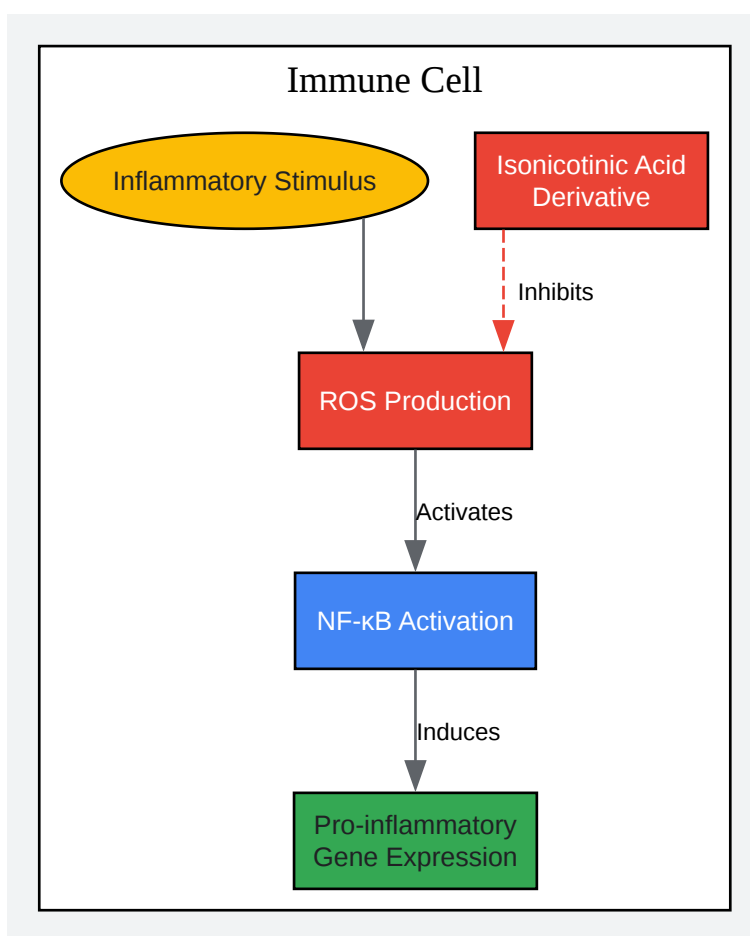 Immune Cell
Inflammatory Stimulus
Isonicotinic Acid
Derivative
Inhibits
ROS Production
Activates
NF-κB Activation
Induces
Pro-inflammatory
Gene Expression